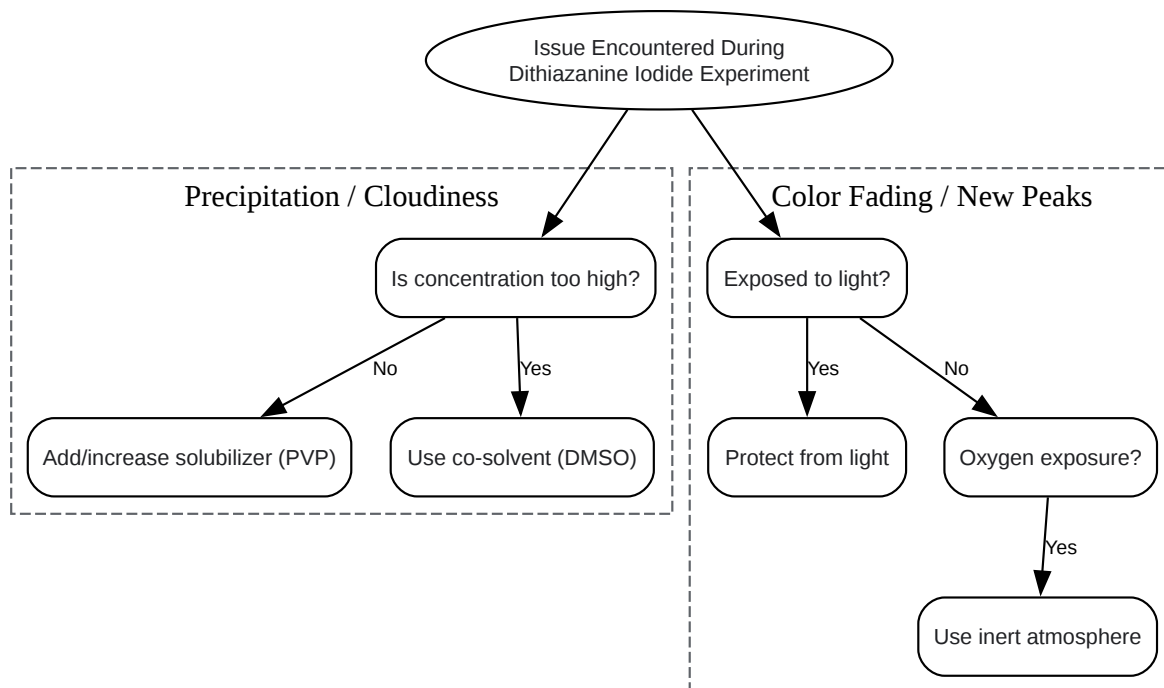 Issue Encountered During
Dithiazanine Iodide Experiment
Precipitation / Cloudiness
Color Fading / New Peaks
Is concentration too high?
Exposed to light?
No
Yes
Yes
No
Add/increase solubilizer (PVP)
Use co-solvent (DMSO)
Protect from light
Oxygen exposure?
Yes
Use inert atmosphere